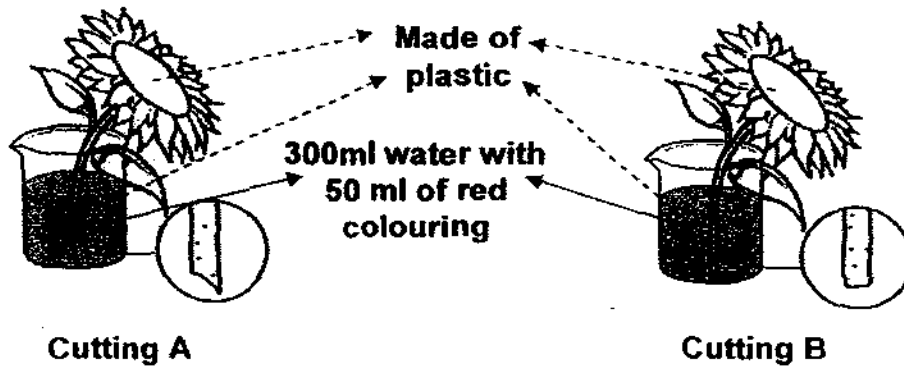 Made of
plastic
300ml water with
50 ml of red
colouring
Cutting A
Cutting B